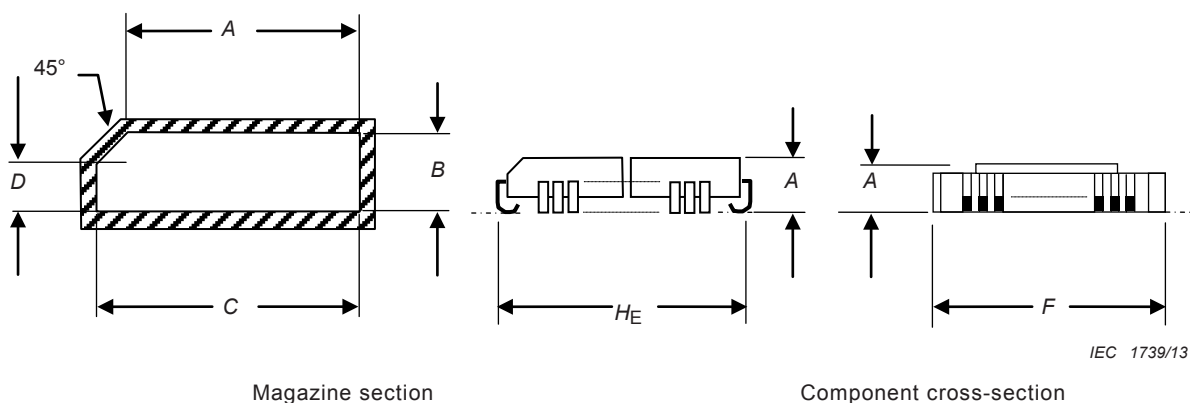 A
45°
D
B
C
A
HE
A
F
IEC 1739/13
Magazine section
Component cross-section